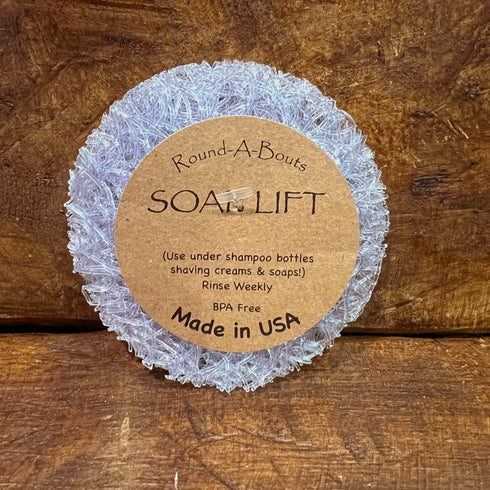 Round-A-Bouts
SOAP LIFT
(Use under shampoo bottles
shaving creams & soaps!)
Rinse Weekly
BPA Free
Made in USA